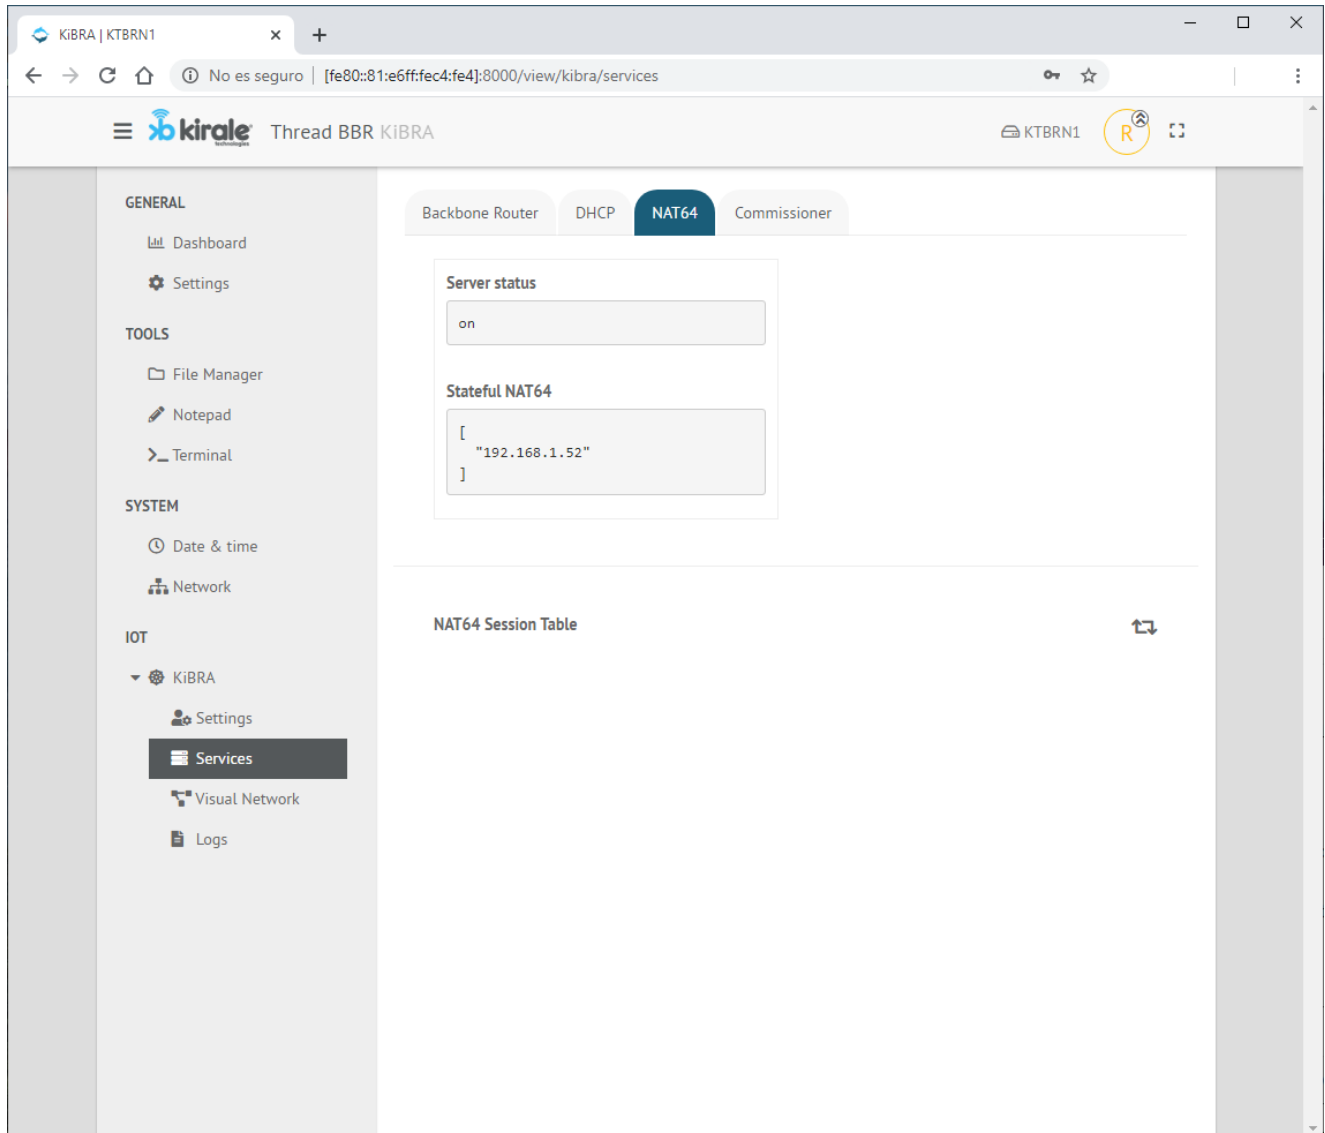 KiBRA | KTBRN1
No es seguro | [fe80::81:e6ff:fec4:fe4]:8000/view/kibra/services
kirale technologies Thread BBR KiBRA KTBRN1 R
GENERAL
Dashboard
Settings
TOOLS
File Manager
Notepad
Terminal
SYSTEM
Date & time
Network
IOT
KiBRA
Settings
Services
Visual Network
Logs
Backbone Router DHCP NAT64 Commissioner
Server status
on
Stateful NAT64
[
"192.168.1.52"
]
NAT64 Session Table